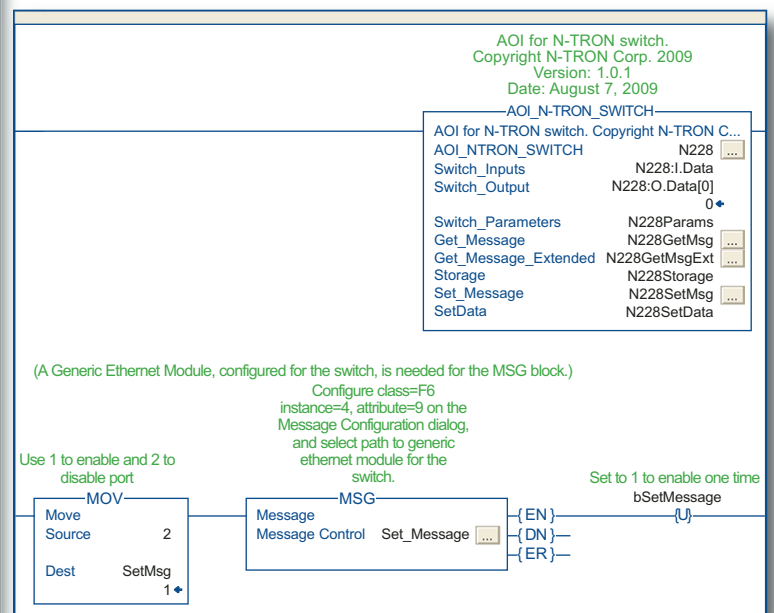 AOI for N-TRON switch.
Copyright N-TRON Corp. 2009
Version: 1.0.1
Date: August 7, 2009
AOI_N-TRON_SWITCH
AOI for N-TRON switch. Copyright N-TRON C...
AOI_NTRON_SWITCH N228 ...
Switch_Inputs N228:I.Data
Switch_Output N228:O.Data[0]
0
Switch_Parameters N228Params
Get_Message N228GetMsg ...
Get_Message_Extended N228GetMsgExt ...
Storage N228Storage
Set_Message N228SetMsg ...
SetData N228SetData
(A Generic Ethernet Module, configured for the switch, is needed for the MSG block.)
Use 1 to enable and 2 to
disable port
MOV
Move
Source 2
Dest SetMsg
1
Configure class=F6
instance=4, attribute=9 on the
Message Configuration dialog,
and select path to generic
ethernet module for the
switch.
MSG
Message
Message Control Set_Message ...
EN
DN
ER
Set to 1 to enable one time
bSetMessage
U